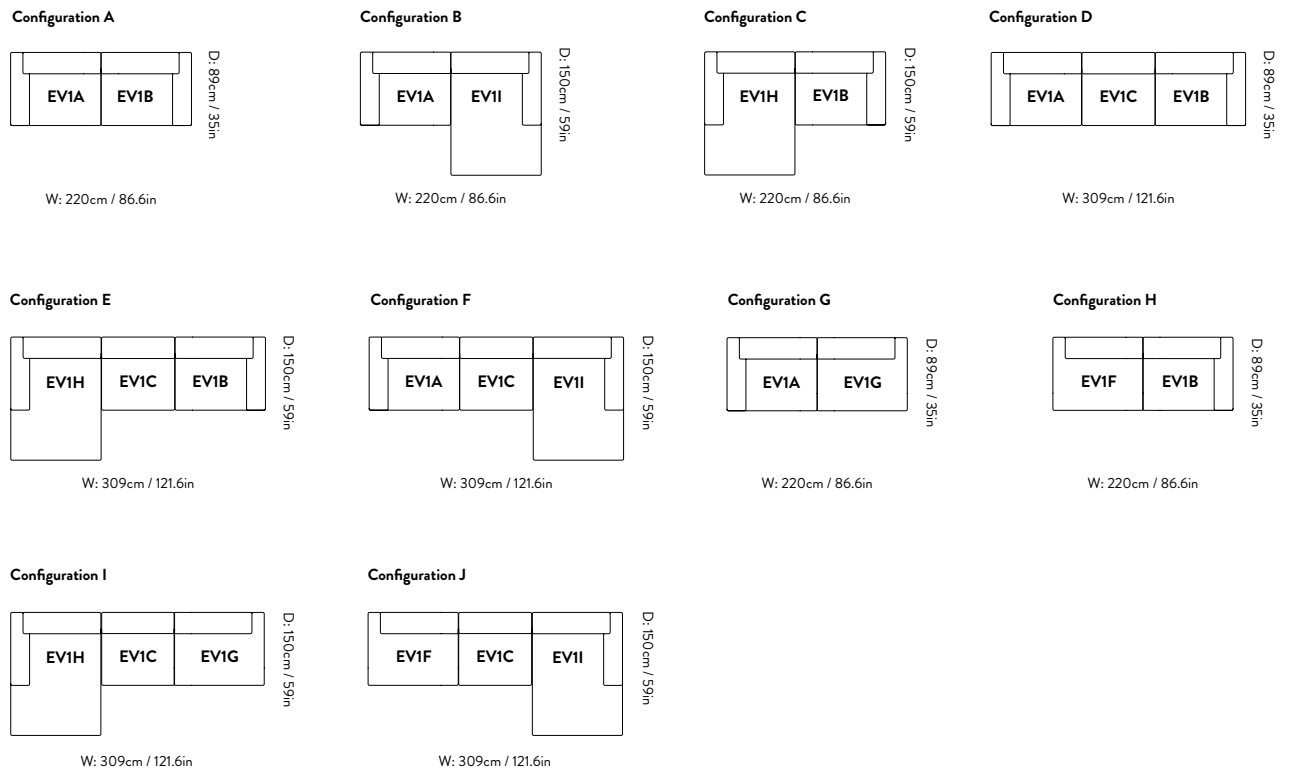 Configuration A
EV1A EV1B
D: 89cm / 35in
W: 220cm / 86.6in
Configuration B
EV1A EV1I
D: 150cm / 59in
W: 220cm / 86.6in
Configuration C
EV1H EV1B
D: 150cm / 59in
W: 220cm / 86.6in
Configuration D
EV1A EV1C EV1B
D: 89cm / 35in
W: 309cm / 121.6in
Configuration E
EV1H EV1C EV1B
D: 150cm / 59in
W: 309cm / 121.6in
Configuration F
EV1A EV1C EV1I
D: 150cm / 59in
W: 309cm / 121.6in
Configuration G
EV1A EV1G
D: 89cm / 35in
W: 220cm / 86.6in
Configuration H
EV1F EV1B
D: 89cm / 35in
W: 220cm / 86.6in
Configuration I
EV1H EV1C EV1G
D: 150cm / 59in
W: 309cm / 121.6in
Configuration J
EV1F EV1C EV1I
D: 150cm / 59in
W: 309cm / 121.6in